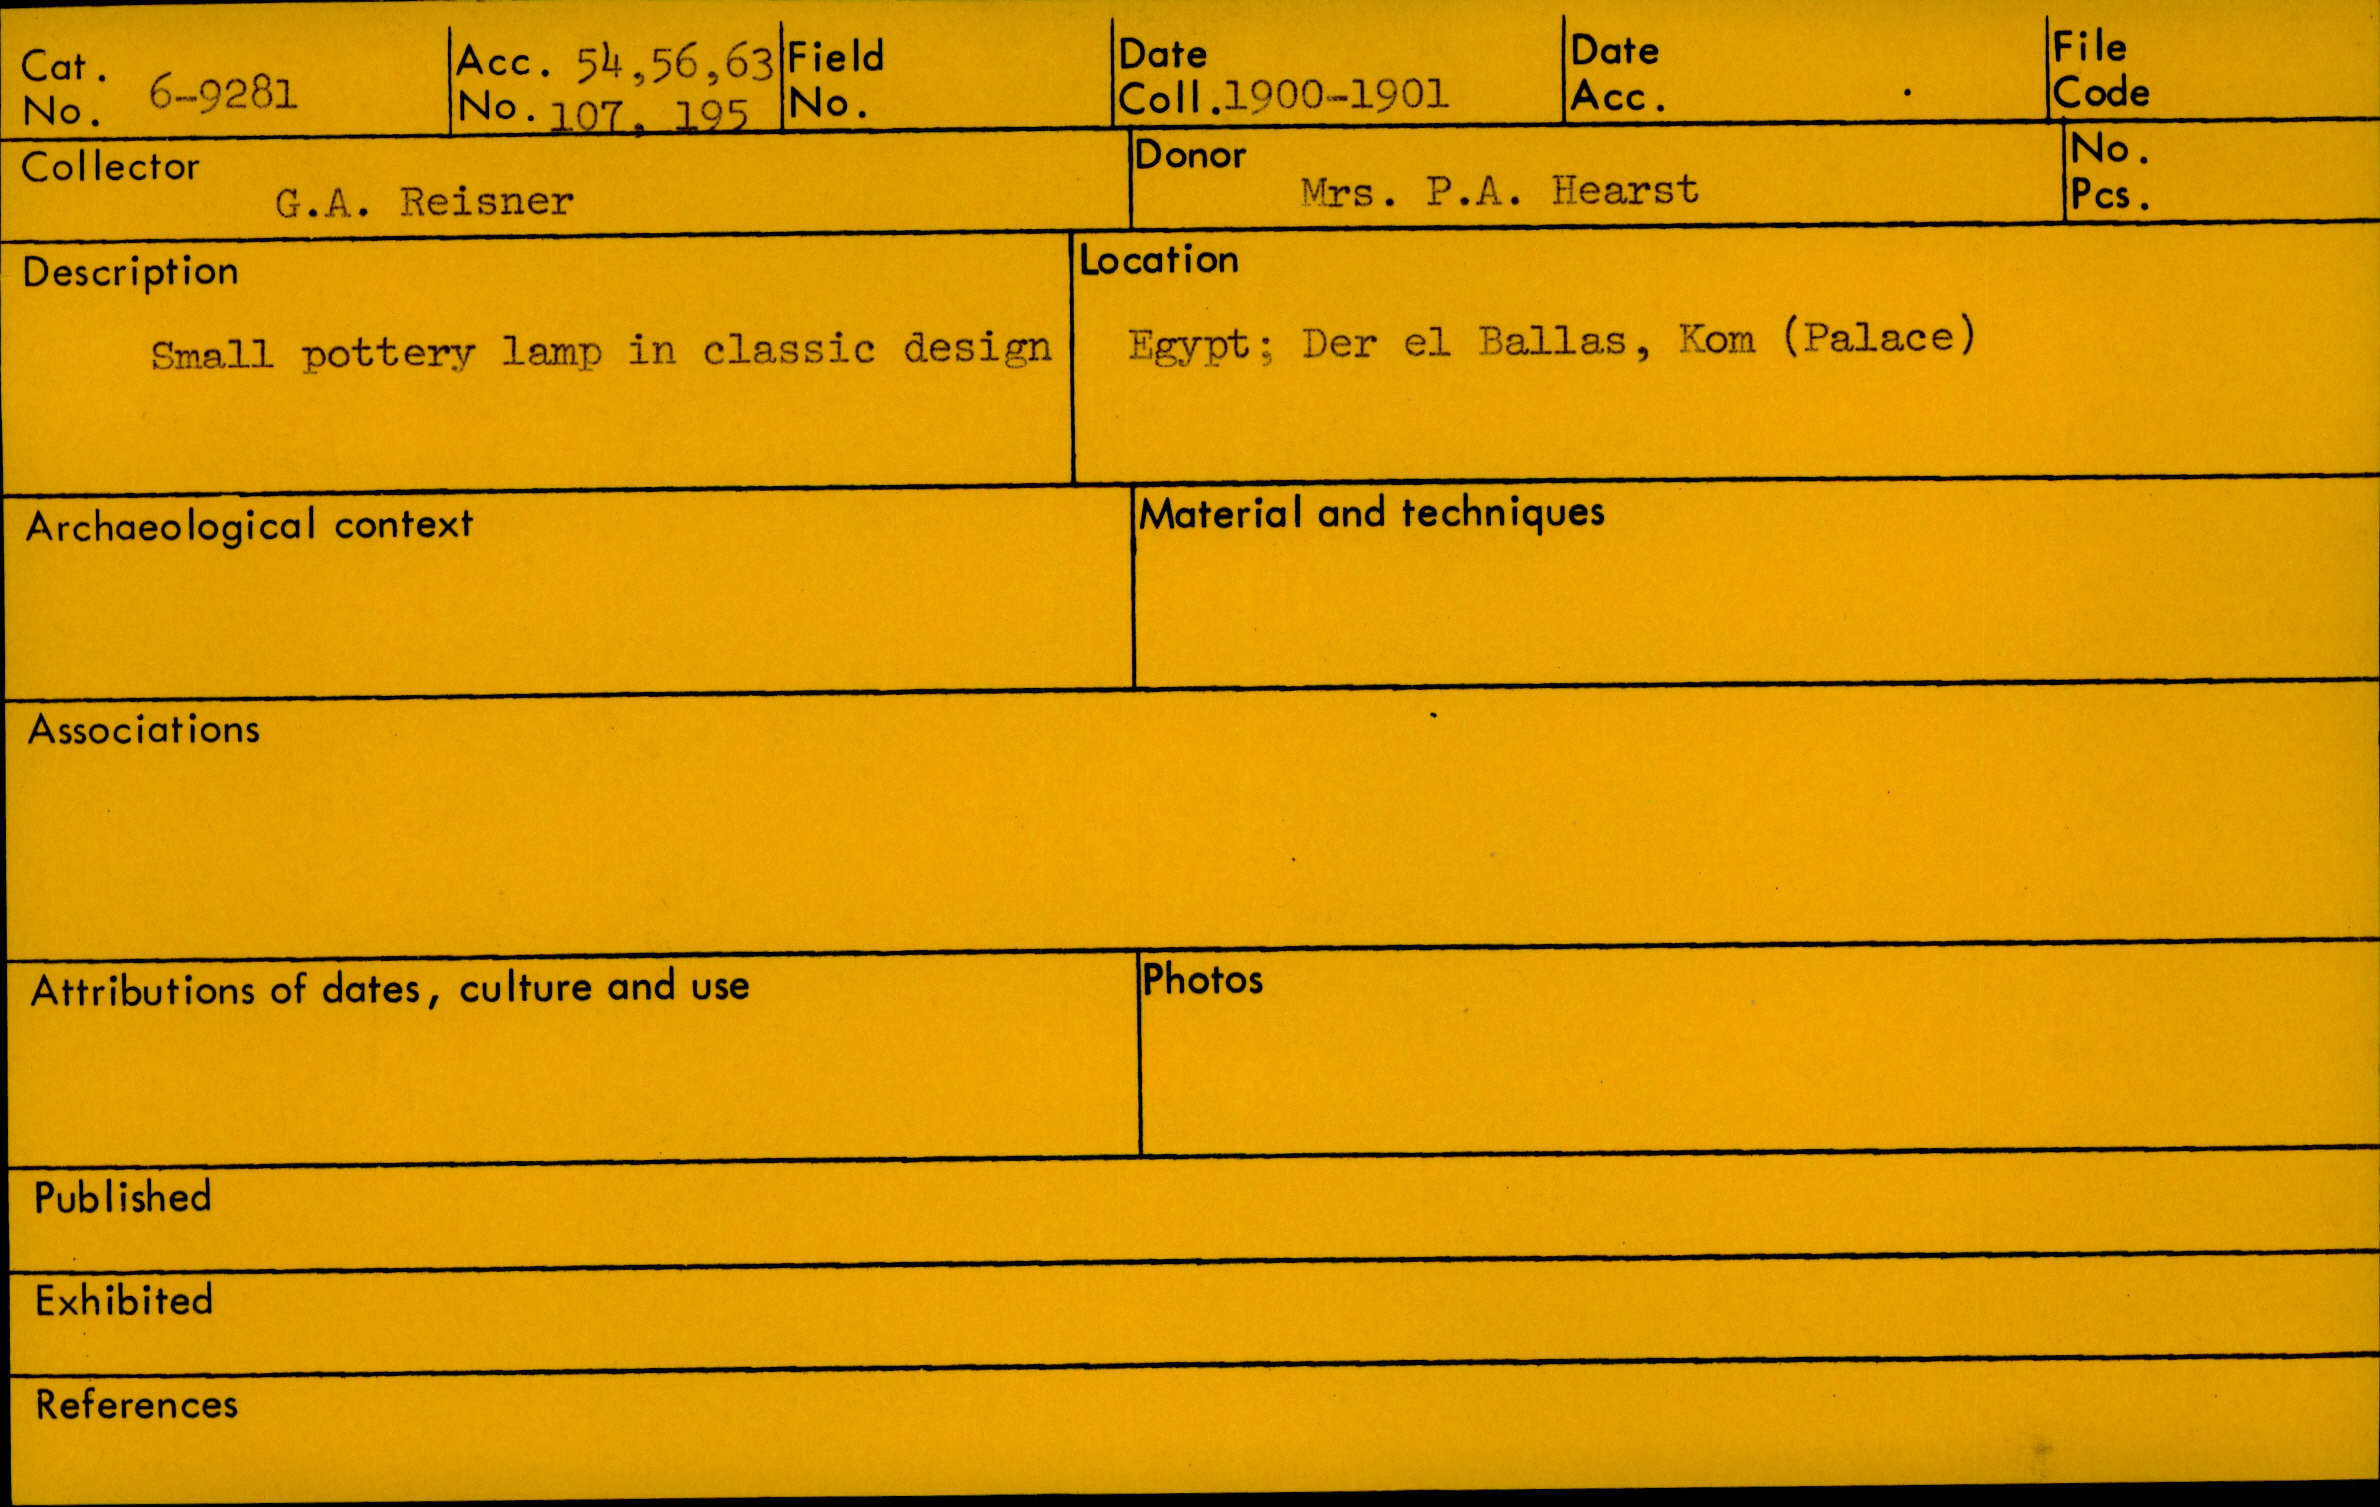 Cat. No. 6-9281
Acc. No. 54,56,63 107, 195
Field No.
Date Coll. 1900-1901
Date Acc.
File Code
Collector
G.A. Reisner
Donor
Mrs. P.A. Hearst
No. Pcs.
Description
Small pottery lamp in classic design
Location
Egypt; Der el Ballas, Kom (Palace)
Archaeological context
Material and techniques
Associations
Attributions of dates, culture and use
Photos
Published
Exhibited
References